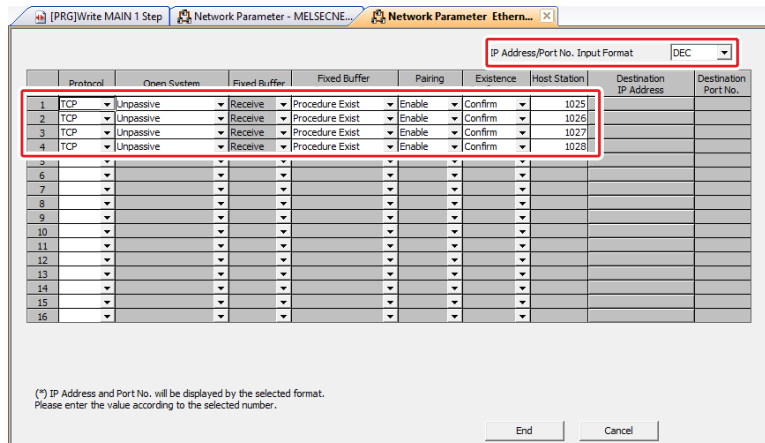 [PRG]Write MAIN 1 Step Network Parameter - MELSECNE... Network Parameter Ethern...
IP Address/Port No. Input Format DEC
Protocol Open System Fixed Buffer Fixed Buffer Pairing Existence Host Station Destination IP Address Destination Port No.
1 TCP Unpassive Receive Procedure Exist Enable Confirm 1025
2 TCP Unpassive Receive Procedure Exist Enable Confirm 1026
3 TCP Unpassive Receive Procedure Exist Enable Confirm 1027
4 TCP Unpassive Receive Procedure Exist Enable Confirm 1028
5
6
7
8
9
10
11
12
13
14
15
16
(*) IP Address and Port No. will be displayed by the selected format.
Please enter the value according to the selected number.
End Cancel